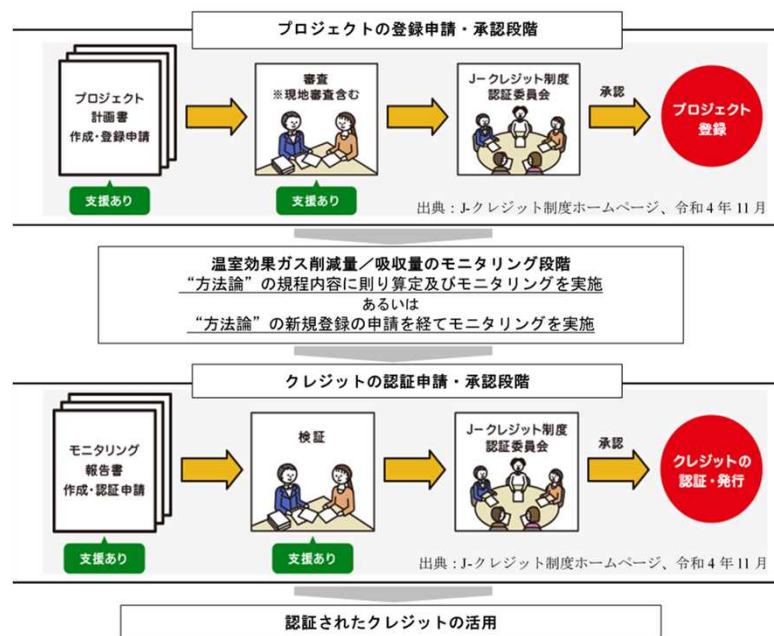 プロジェクトの登録申請・承認段階
プロジェクト
計画書
作成・登録申請
支援あり
審査
※現地審査含む
支援あり
J－クレジット制度
認証委員会
承認
プロジェクト
登録
出典：J-クレジット制度ホームページ、令和4年11月
温室効果ガス削減量／吸収量のモニタリング段階
“方法論”の規程内容に則り算定及びモニタリングを実施
あるいは
“方法論”の新規登録の申請を経てモニタリングを実施
クレジットの認証申請・承認段階
モニタリング
報告書
作成・認証申請
支援あり
検証
支援あり
J－クレジット制度
認証委員会
承認
クレジットの
認証・発行
出典：J-クレジット制度ホームページ、令和4年11月
認証されたクレジットの活用